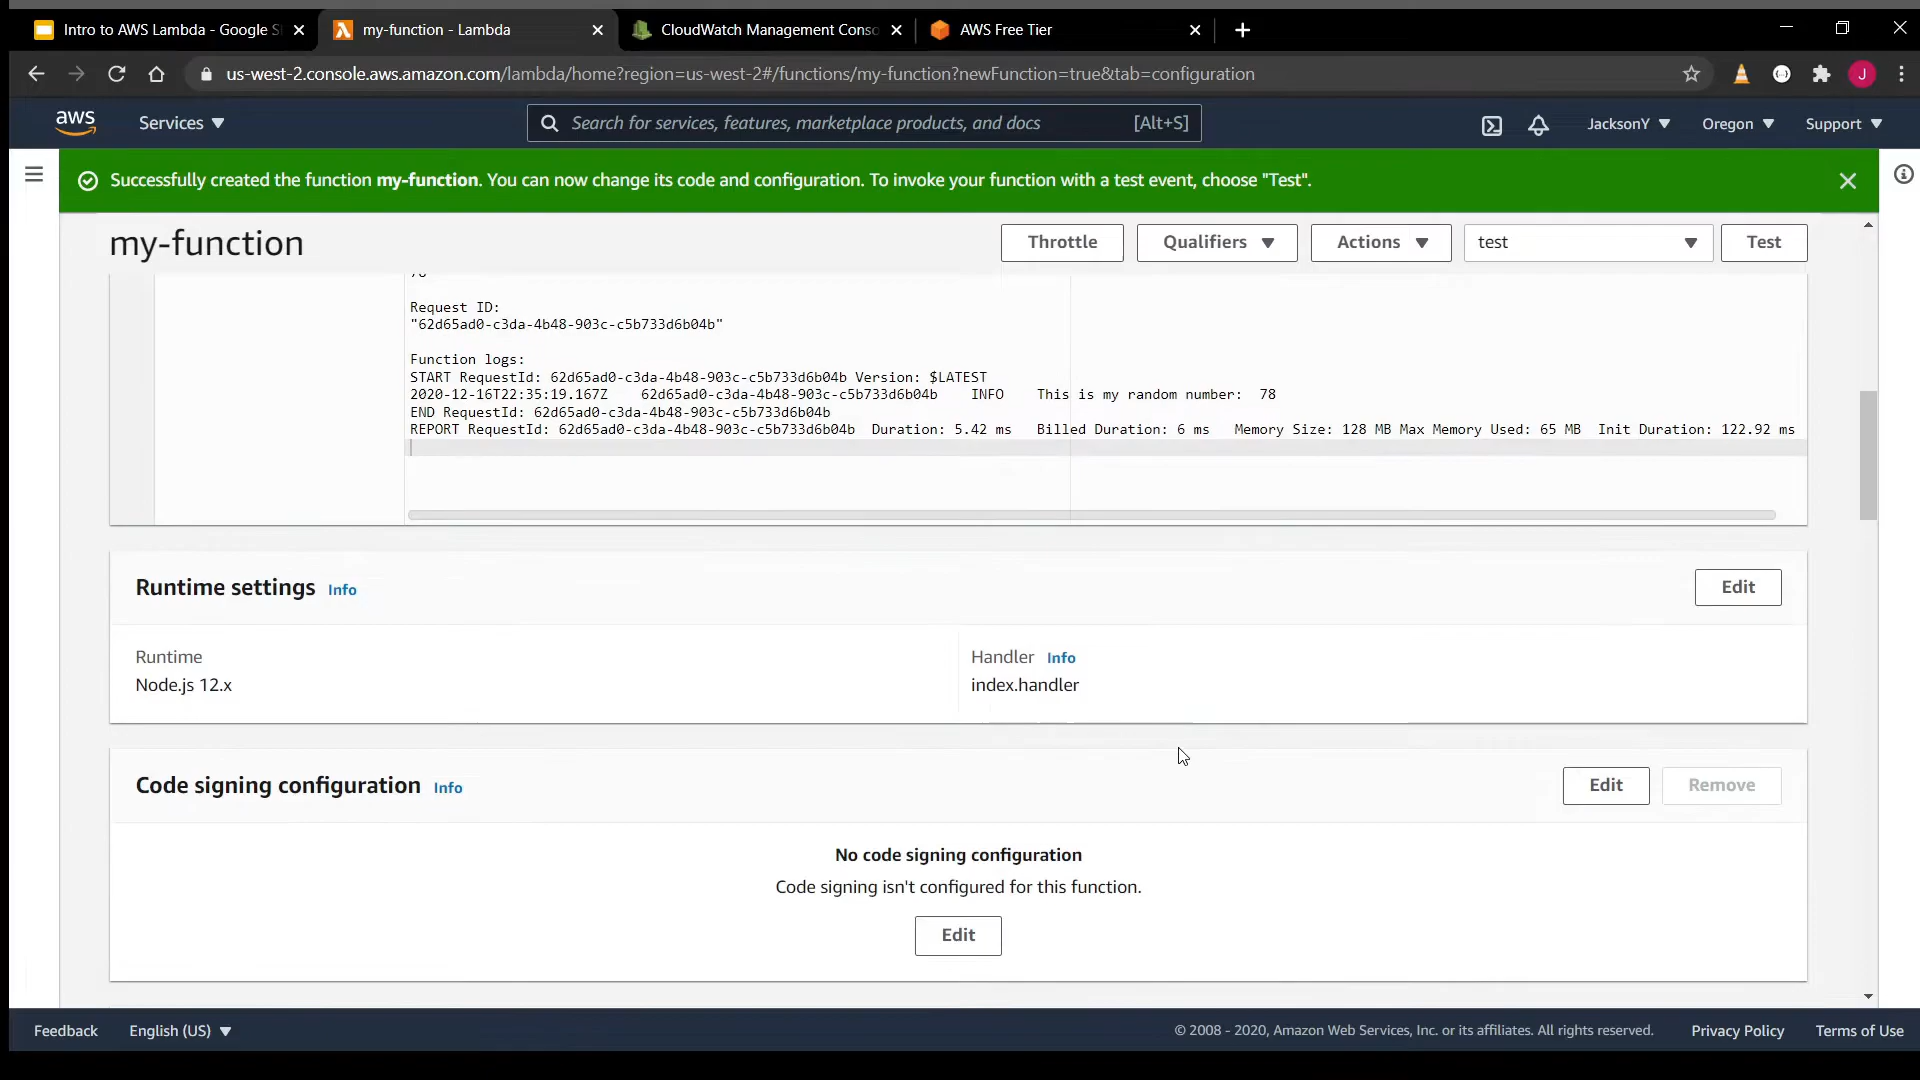 Intro to AWS Lambda - Google S
my-function - Lambda
CloudWatch Management Conso
AWS Free Tier
us-west-2.console.aws.amazon.com/lambda/home?region=us-west-2#/functions/my-function?newFunction=true&tab=configuration
J
aws
Services
Search for services, features, marketplace products, and docs
[Alt+S]
JacksonY
Oregon
Support
Successfully created the function my-function. You can now change its code and configuration. To invoke your function with a test event, choose "Test".
my-function
Throttle
Qualifiers
Actions
test
Test
Request ID:
"62d65ad0-c3da-4b48-903c-c5b733d6b04b"
Function logs:
START RequestId: 62d65ad0-c3da-4b48-903c-c5b733d6b04b Version: $LATEST
2020-12-16T22:35:19.167Z 62d65ad0-c3da-4b48-903c-c5b733d6b04b INFO This is my random number: 78
END RequestId: 62d65ad0-c3da-4b48-903c-c5b733d6b04b
REPORT RequestId: 62d65ad0-c3da-4b48-903c-c5b733d6b04b Duration: 5.42 ms Billed Duration: 6 ms Memory Size: 128 MB Max Memory Used: 65 MB Init Duration: 122.92 ms
Runtime settings Info
Edit
Runtime
Node.js 12.x
Handler Info
index.handler
Code signing configuration Info
Edit
Remove
No code signing configuration
Code signing isn't configured for this function.
Edit
Feedback
English (US)
© 2008 - 2020, Amazon Web Services, Inc. or its affiliates. All rights reserved.
Privacy Policy
Terms of Use